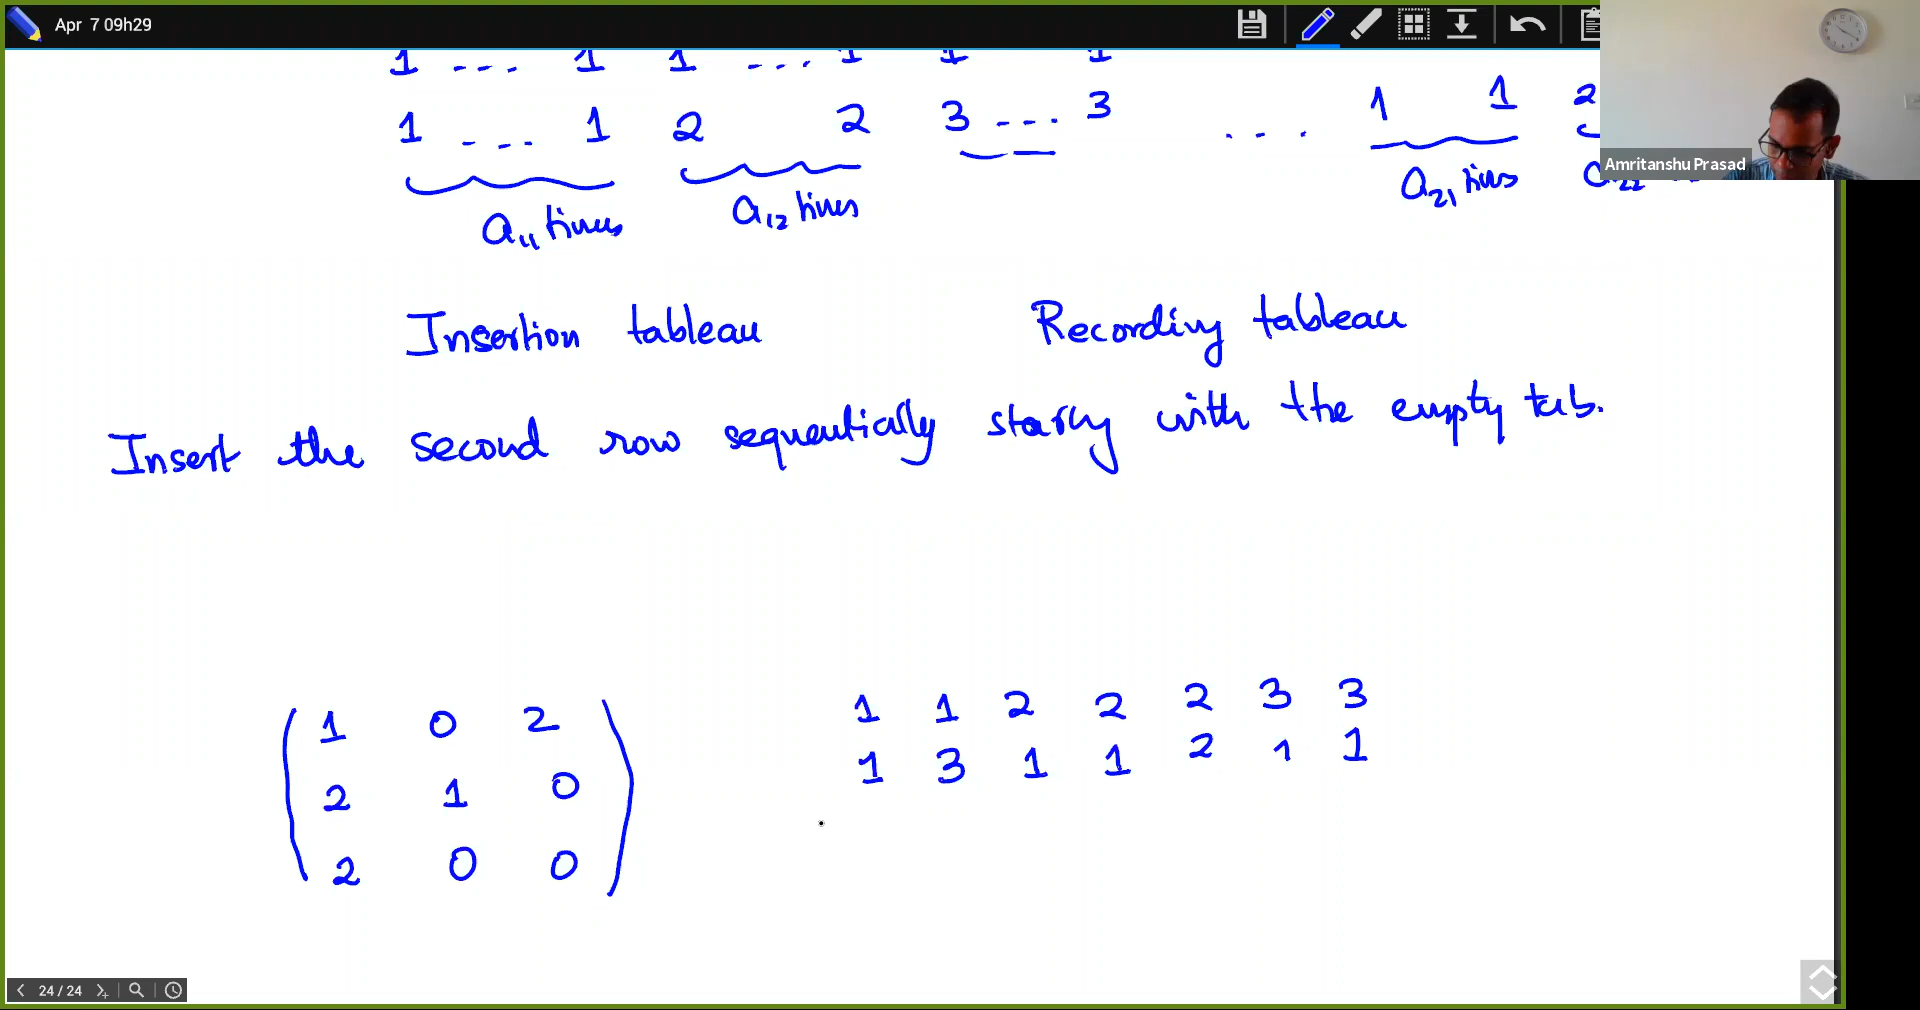 Apr 7 09h29
1 --- 1 1 --- 1 1 1
1 --- 1 2 2 3 --- 3 .... 1 1 2
a11 times a12 times a21 times a22
Amritanshu Prasad
Insertion tableau Recording tableau
Insert the second row sequentially starting with the empty tab.
1 0 2
2 1 0
2 0 0
1 1 2 2 2 3 3
1 3 1 1 2 1 1
24 / 24